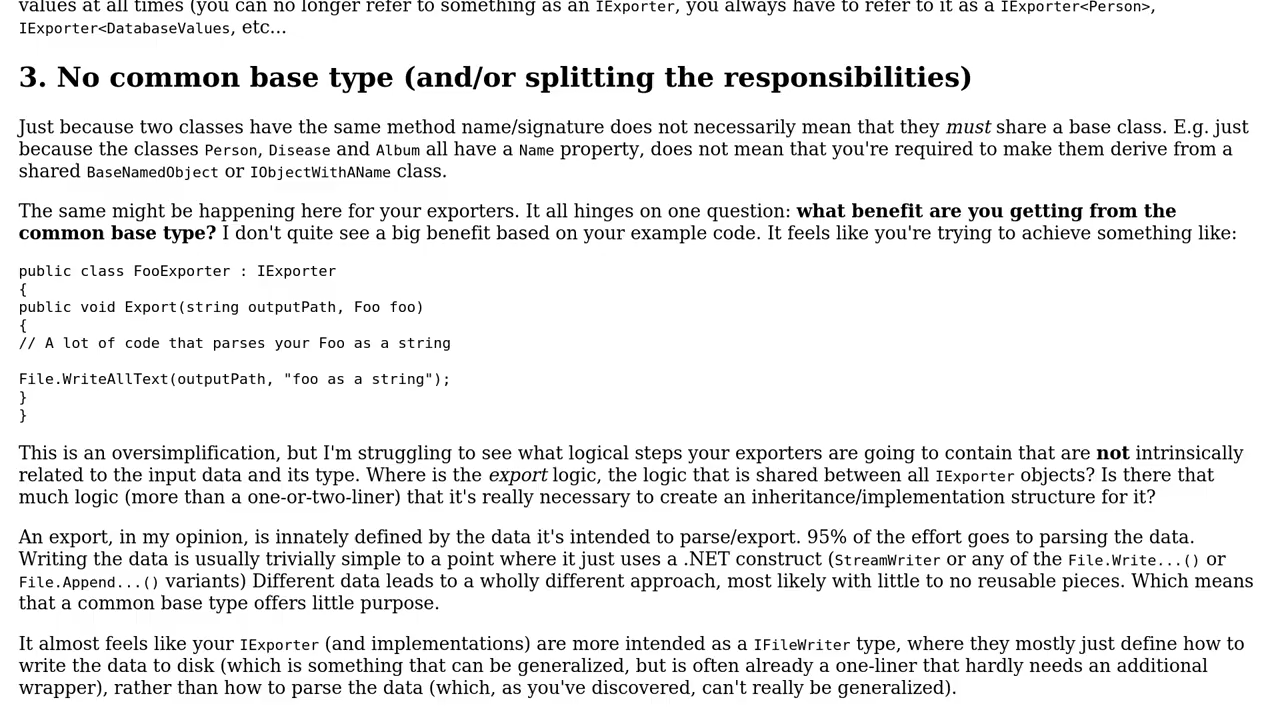 values at all times (you can no longer refer to something as an IExporter, you always have to refer to it as a IExporter<Person>,
IExporter<DatabaseValues, etc...
3. No common base type (and/or splitting the responsibilities)
Just because two classes have the same method name/signature does not necessarily mean that they must share a base class. E.g. just
because the classes Person, Disease and Album all have a Name property, does not mean that you're required to make them derive from a
shared BaseNamedObject or IObjectWithAName class.
The same might be happening here for your exporters. It all hinges on one question: what benefit are you getting from the
common base type? I don't quite see a big benefit based on your example code. It feels like you're trying to achieve something like:
public class FooExporter : IExporter
{
public void Export(string outputPath, Foo foo)
{
// A lot of code that parses your Foo as a string
File.WriteAllText(outputPath, "foo as a string");
}
}
This is an oversimplification, but I'm struggling to see what logical steps your exporters are going to contain that are not intrinsically
related to the input data and its type. Where is the export logic, the logic that is shared between all IExporter objects? Is there that
much logic (more than a one-or-two-liner) that it's really necessary to create an inheritance/implementation structure for it?
An export, in my opinion, is innately defined by the data it's intended to parse/export. 95% of the effort goes to parsing the data.
Writing the data is usually trivially simple to a point where it just uses a .NET construct (StreamWriter or any of the File.Write...() or
File.Append...() variants) Different data leads to a wholly different approach, most likely with little to no reusable pieces. Which means
that a common base type offers little purpose.
It almost feels like your IExporter (and implementations) are more intended as a IFileWriter type, where they mostly just define how to
write the data to disk (which is something that can be generalized, but is often already a one-liner that hardly needs an additional
wrapper), rather than how to parse the data (which, as you've discovered, can't really be generalized).